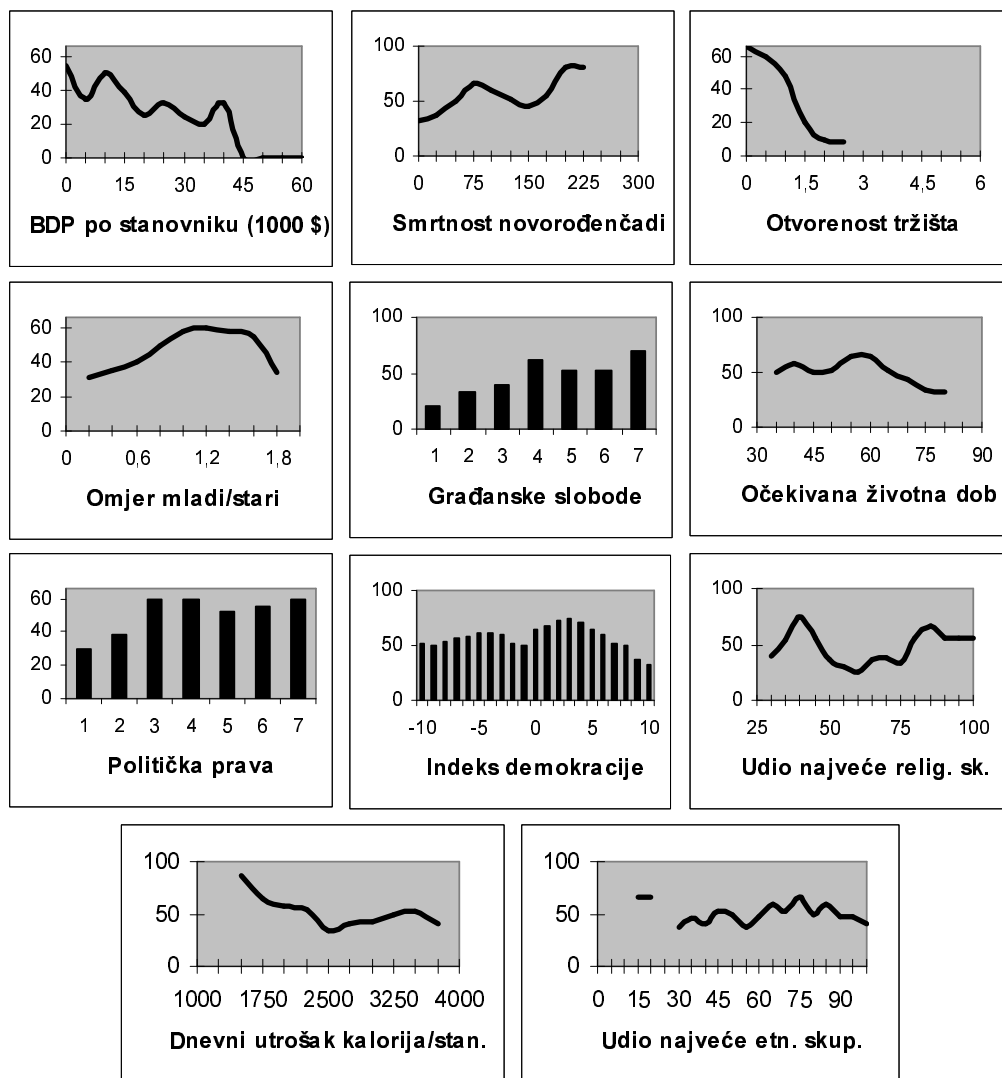 60
40
20
0
0 15 30 45 60
BDP po stanovniku (1000 $)
100
50
0
0 75 150 225 300
Smrtnost novorođenčadi
60
40
20
0
0 1,5 3 4,5 6
Otvorenost tržišta
60
40
20
0
0 0,6 1,2 1,8
Omjer mladi/stari
100
50
0
1 2 3 4 5 6 7
Građanske slobode
100
50
0
30 45 60 75 90
Očekivana životna dob
60
40
20
0
1 2 3 4 5 6 7
Politička prava
100
50
0
-10 -5 0 5 10
Indeks demokracije
100
50
0
25 50 75 100
Udio najveće relig. sk.
100
50
0
1000 1750 2500 3250 4000
Dnevni utrošak kalorija/stan.
100
50
0
0 15 30 45 60 75 90
Udio najveće etn. skup.